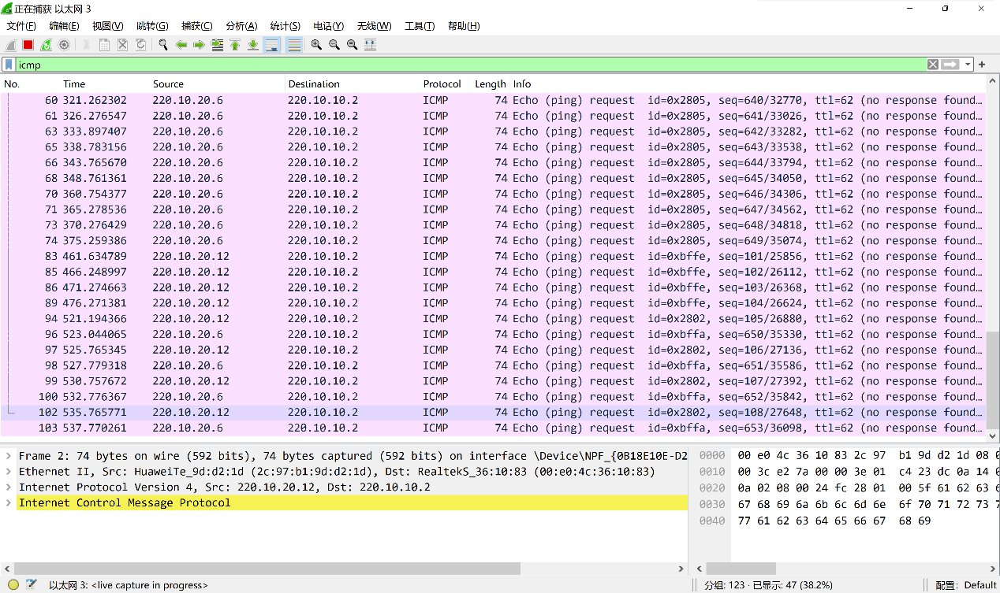 正在捕获 以太网 3
文件(F) 编辑(E) 视图(V) 跳转(G) 捕获(C) 分析(A) 统计(S) 电话(Y) 无线(W) 工具(T) 帮助(H)
icmp
No. Time Source Destination Protocol Length Info
60 321.262302 220.10.20.6 220.10.10.2 ICMP 74 Echo (ping) request id=0x2805, seq=640/32770, ttl=62 (no response found…
61 326.276547 220.10.20.6 220.10.10.2 ICMP 74 Echo (ping) request id=0x2805, seq=641/33026, ttl=62 (no response found…
63 333.897407 220.10.20.6 220.10.10.2 ICMP 74 Echo (ping) request id=0x2805, seq=642/33282, ttl=62 (no response found…
65 338.783156 220.10.20.6 220.10.10.2 ICMP 74 Echo (ping) request id=0x2805, seq=643/33538, ttl=62 (no response found…
66 343.765670 220.10.20.6 220.10.10.2 ICMP 74 Echo (ping) request id=0x2805, seq=644/33794, ttl=62 (no response found…
68 348.761361 220.10.20.6 220.10.10.2 ICMP 74 Echo (ping) request id=0x2805, seq=645/34050, ttl=62 (no response found…
70 360.754377 220.10.20.6 220.10.10.2 ICMP 74 Echo (ping) request id=0x2805, seq=646/34306, ttl=62 (no response found…
71 365.278536 220.10.20.6 220.10.10.2 ICMP 74 Echo (ping) request id=0x2805, seq=647/34562, ttl=62 (no response found…
73 370.276429 220.10.20.6 220.10.10.2 ICMP 74 Echo (ping) request id=0x2805, seq=648/34818, ttl=62 (no response found…
74 375.259386 220.10.20.6 220.10.10.2 ICMP 74 Echo (ping) request id=0x2805, seq=649/35074, ttl=62 (no response found…
83 461.634789 220.10.20.12 220.10.10.2 ICMP 74 Echo (ping) request id=0xbffe, seq=101/25856, ttl=62 (no response found…
85 466.248997 220.10.20.12 220.10.10.2 ICMP 74 Echo (ping) request id=0xbffe, seq=102/26112, ttl=62 (no response found…
86 471.274663 220.10.20.12 220.10.10.2 ICMP 74 Echo (ping) request id=0xbffe, seq=103/26368, ttl=62 (no response found…
89 476.271381 220.10.20.12 220.10.10.2 ICMP 74 Echo (ping) request id=0xbffe, seq=104/26624, ttl=62 (no response found…
94 521.194366 220.10.20.12 220.10.10.2 ICMP 74 Echo (ping) request id=0x2802, seq=105/26880, ttl=62 (no response found…
96 523.044065 220.10.20.6 220.10.10.2 ICMP 74 Echo (ping) request id=0xbffa, seq=650/35330, ttl=62 (no response found…
97 525.765345 220.10.20.12 220.10.10.2 ICMP 74 Echo (ping) request id=0x2802, seq=106/27136, ttl=62 (no response found…
98 527.779318 220.10.20.6 220.10.10.2 ICMP 74 Echo (ping) request id=0xbffa, seq=651/35586, ttl=62 (no response found…
99 530.757672 220.10.20.12 220.10.10.2 ICMP 74 Echo (ping) request id=0x2802, seq=107/27392, ttl=62 (no response found…
100 532.776367 220.10.20.6 220.10.10.2 ICMP 74 Echo (ping) request id=0xbffa, seq=652/35842, ttl=62 (no response found…
102 535.765771 220.10.20.12 220.10.10.2 ICMP 74 Echo (ping) request id=0x2802, seq=108/27648, ttl=62 (no response found…
103 537.770261 220.10.20.6 220.10.10.2 ICMP 74 Echo (ping) request id=0xbffa, seq=653/36098, ttl=62 (no response found…
Frame 2: 74 bytes on wire (592 bits), 74 bytes captured (592 bits) on interface \Device\NPF_{0B18E10E-D2
Ethernet II, Src: HuaweiTe_9d:d2:1d (2c:97:b1:9d:d2:1d), Dst: RealtekS_36:10:83 (00:e0:4c:36:10:83)
Internet Protocol Version 4, Src: 220.10.20.12, Dst: 220.10.10.2
Internet Control Message Protocol
0000 00 e0 4c 36 10 83 2c 97 b1 9d d2 1d 08 0
0010 00 3c e2 7a 00 00 3e 01 c4 23 dc 0a 14 0
0020 0a 02 08 00 24 fc 28 01 00 5f 61 62 63 6
0030 67 68 69 6a 6b 6c 6d 6e 6f 70 71 72 73 7
0040 77 61 62 63 64 65 66 67 68 69
以太网 3: <live capture in progress>
分组: 123 · 已显示: 47 (38.2%)
配置: Default